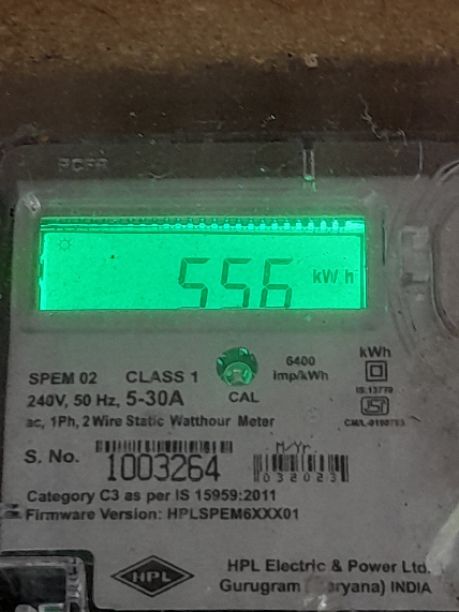 556 kWh
6400
imp/kWh
kWh
SPEM 02 CLASS 1
CAL
IS:13779
240V, 50 Hz, 5-30A
ac, 1Ph, 2 Wire Static Watthour Meter
S. No. 1003264
M/Yr.
032023
Category C3 as per IS 15959:2011
Firmware Version: HPLSPEM6XXX01
HPL
HPL Electric & Power Ltd.
Gurugram INDIA